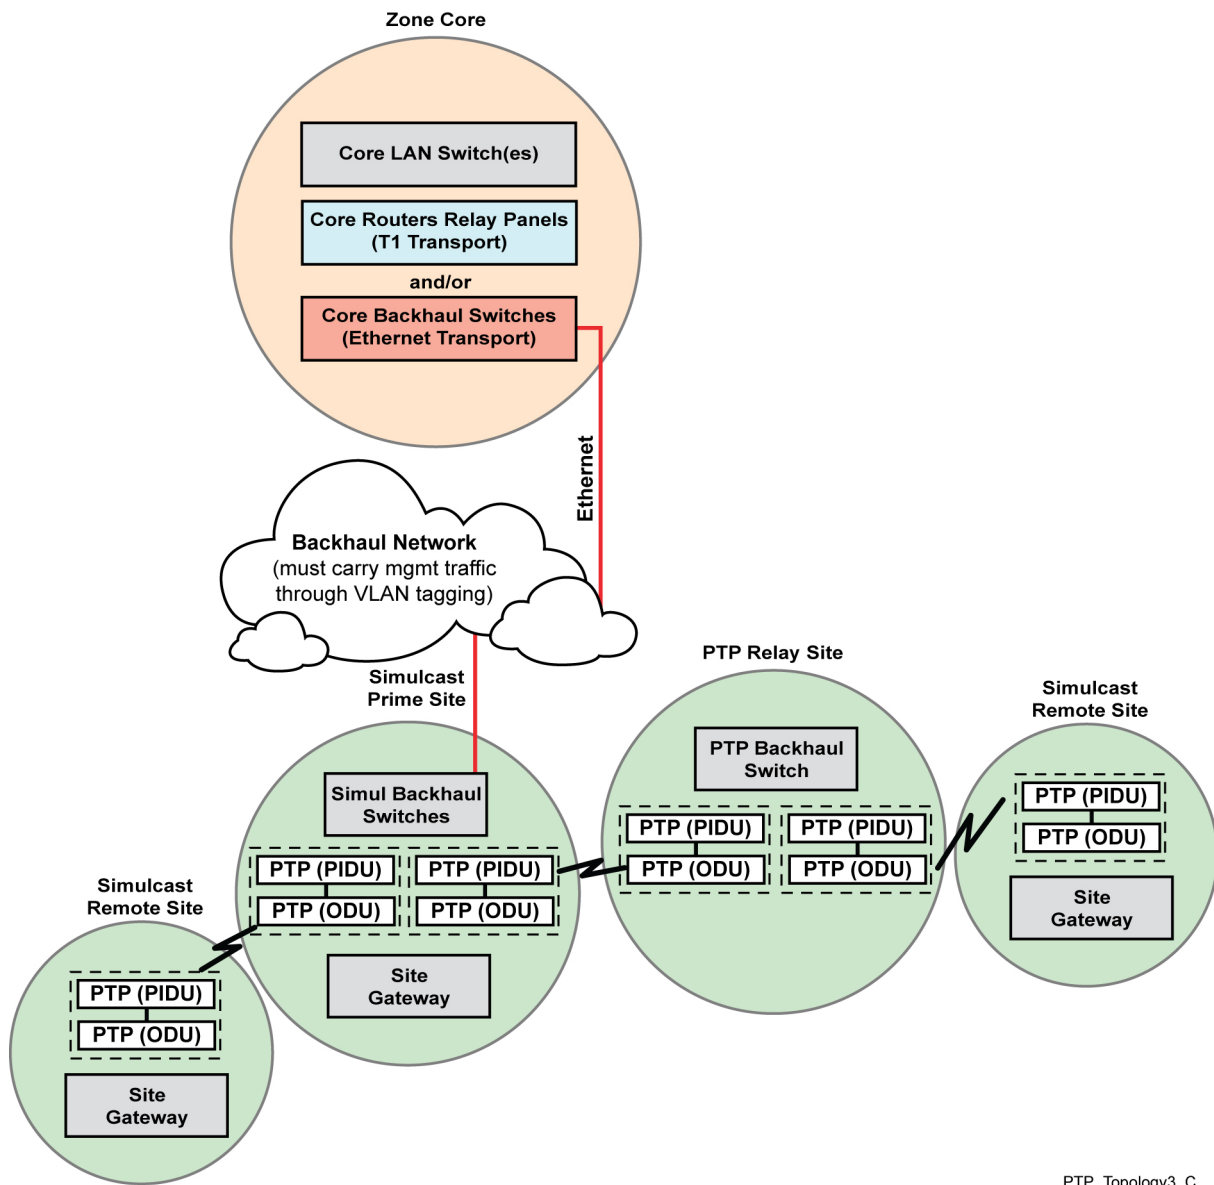 Zone Core
Core LAN Switch(es)
Core Routers Relay Panels
(T1 Transport)
and/or
Core Backhaul Switches
(Ethernet Transport)
Ethernet
Backhaul Network
(must carry mgmt traffic
through VLAN tagging)
Simulcast
Prime Site
Simul Backhaul
Switches
PTP (PIDU)
PTP (ODU)
PTP (PIDU)
PTP (ODU)
Site
Gateway
PTP Relay Site
PTP Backhaul
Switch
PTP (PIDU)
PTP (ODU)
PTP (PIDU)
PTP (ODU)
Simulcast
Remote Site
PTP (PIDU)
PTP (ODU)
Site
Gateway
Simulcast
Remote Site
PTP (PIDU)
PTP (ODU)
Site
Gateway
PTP_Topology3_C